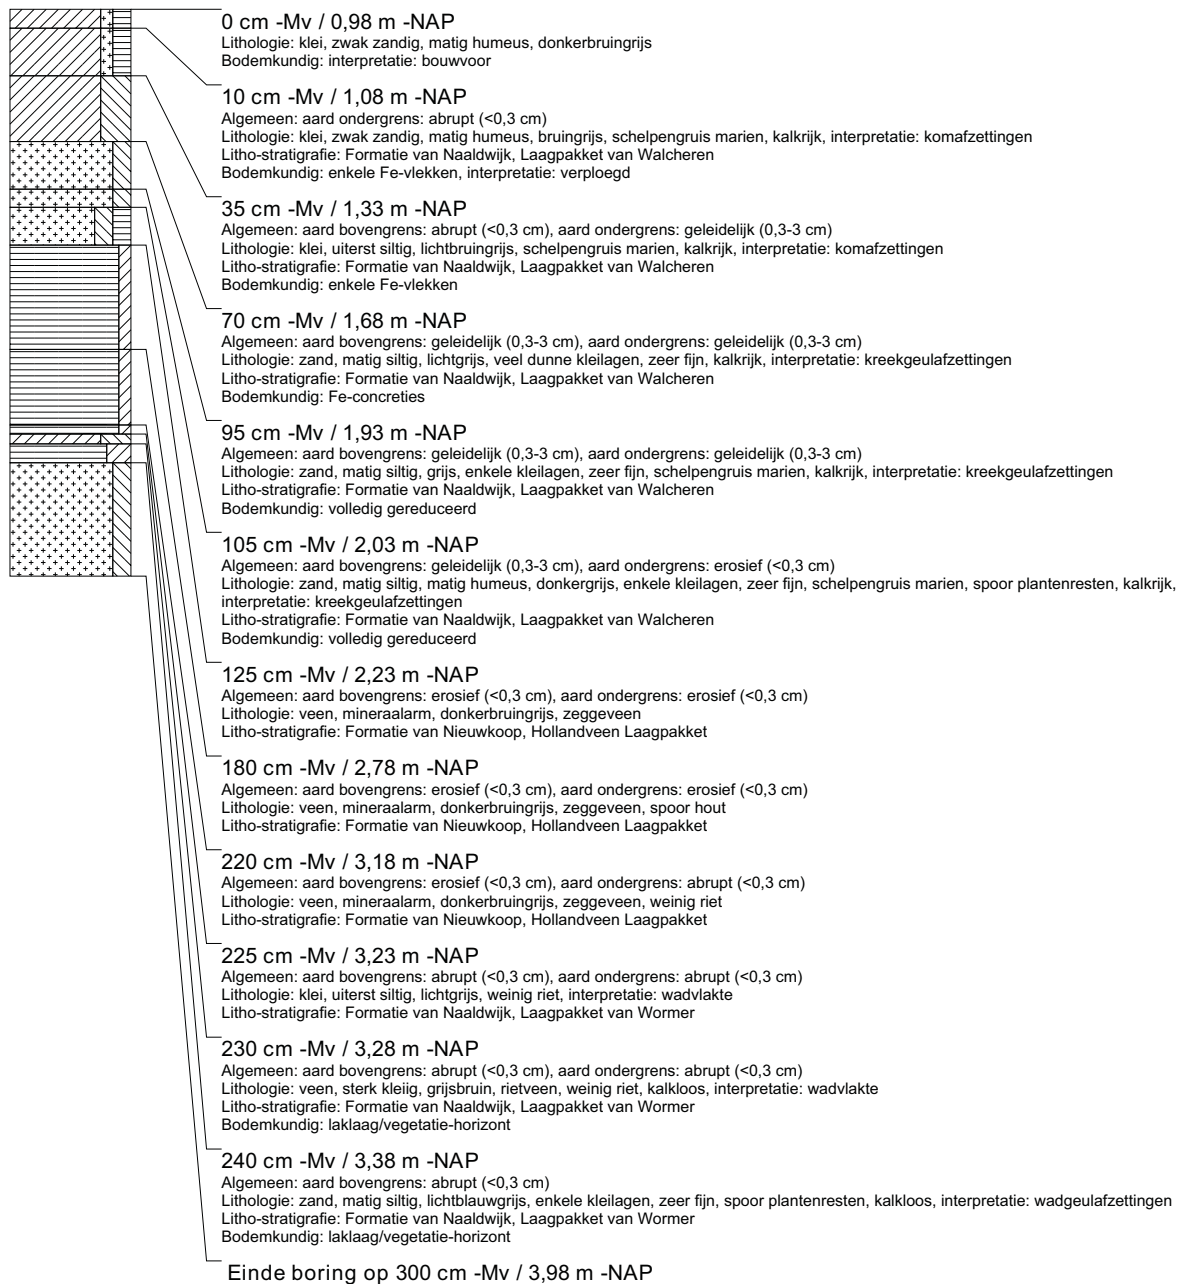 0 cm -Mv / 0,98 m -NAP
Lithologie: klei, zwak zandig, matig humeus, donkerbruingrijs
Bodemkundig: interpretatie: bouwvoor
10 cm -Mv / 1,08 m -NAP
Algemeen: aard ondergrens: abrupt (<0,3 cm)
Lithologie: klei, zwak zandig, matig humeus, bruingrijs, schelpengruis marien, kalkrijk, interpretatie: komafzettingen
Litho-stratigrafie: Formatie van Naaldwijk, Laagpakket van Walcheren
Bodemkundig: enkele Fe-vlekken, interpretatie: verploegd
35 cm -Mv / 1,33 m -NAP
Algemeen: aard bovengrens: abrupt (<0,3 cm), aard ondergrens: geleidelijk (0,3-3 cm)
Lithologie: klei, uiterst siltig, lichtbruingrijs, schelpengruis marien, kalkrijk, interpretatie: komafzettingen
Litho-stratigrafie: Formatie van Naaldwijk, Laagpakket van Walcheren
Bodemkundig: enkele Fe-vlekken
70 cm -Mv / 1,68 m -NAP
Algemeen: aard bovengrens: geleidelijk (0,3-3 cm), aard ondergrens: geleidelijk (0,3-3 cm)
Lithologie: zand, matig siltig, lichtgrijs, veel dunne kleilagen, zeer fijn, kalkrijk, interpretatie: kreekgeulafzettingen
Litho-stratigrafie: Formatie van Naaldwijk, Laagpakket van Walcheren
Bodemkundig: Fe-concreties
95 cm -Mv / 1,93 m -NAP
Algemeen: aard bovengrens: geleidelijk (0,3-3 cm), aard ondergrens: geleidelijk (0,3-3 cm)
Lithologie: zand, matig siltig, grijs, enkele kleilagen, zeer fijn, schelpengruis marien, kalkrijk, interpretatie: kreekgeulafzettingen
Litho-stratigrafie: Formatie van Naaldwijk, Laagpakket van Walcheren
Bodemkundig: volledig gereduceerd
105 cm -Mv / 2,03 m -NAP
Algemeen: aard bovengrens: geleidelijk (0,3-3 cm), aard ondergrens: erosief (<0,3 cm)
Lithologie: zand, matig siltig, matig humeus, donkergrijs, enkele kleilagen, zeer fijn, schelpengruis marien, spoor plantenresten, kalkrijk,
interpretatie: kreekgeulafzettingen
Litho-stratigrafie: Formatie van Naaldwijk, Laagpakket van Walcheren
Bodemkundig: volledig gereduceerd
125 cm -Mv / 2,23 m -NAP
Algemeen: aard bovengrens: erosief (<0,3 cm), aard ondergrens: erosief (<0,3 cm)
Lithologie: veen, mineraalarm, donkerbruingrijs, zeggeveen
Litho-stratigrafie: Formatie van Nieuwkoop, Hollandveen Laagpakket
180 cm -Mv / 2,78 m -NAP
Algemeen: aard bovengrens: erosief (<0,3 cm), aard ondergrens: erosief (<0,3 cm)
Lithologie: veen, mineraalarm, donkerbruingrijs, zeggeveen, spoor hout
Litho-stratigrafie: Formatie van Nieuwkoop, Hollandveen Laagpakket
220 cm -Mv / 3,18 m -NAP
Algemeen: aard bovengrens: erosief (<0,3 cm), aard ondergrens: abrupt (<0,3 cm)
Lithologie: veen, mineraalarm, donkerbruingrijs, zeggeveen, weinig riet
Litho-stratigrafie: Formatie van Nieuwkoop, Hollandveen Laagpakket
225 cm -Mv / 3,23 m -NAP
Algemeen: aard bovengrens: abrupt (<0,3 cm), aard ondergrens: abrupt (<0,3 cm)
Lithologie: klei, uiterst siltig, lichtgrijs, weinig riet, interpretatie: wadvlakte
Litho-stratigrafie: Formatie van Naaldwijk, Laagpakket van Wormer
230 cm -Mv / 3,28 m -NAP
Algemeen: aard bovengrens: abrupt (<0,3 cm), aard ondergrens: abrupt (<0,3 cm)
Lithologie: veen, sterk kleiig, grijsbruin, rietveen, weinig riet, kalkloos, interpretatie: wadvlakte
Litho-stratigrafie: Formatie van Naaldwijk, Laagpakket van Wormer
Bodemkundig: laklaag/vegetatie-horizont
240 cm -Mv / 3,38 m -NAP
Algemeen: aard bovengrens: abrupt (<0,3 cm)
Lithologie: zand, matig siltig, lichtblauwgrijs, enkele kleilagen, zeer fijn, spoor plantenresten, kalkloos, interpretatie: wadgeulafzettingen
Litho-stratigrafie: Formatie van Naaldwijk, Laagpakket van Wormer
Bodemkundig: laklaag/vegetatie-horizont
Einde boring op 300 cm -Mv / 3,98 m -NAP